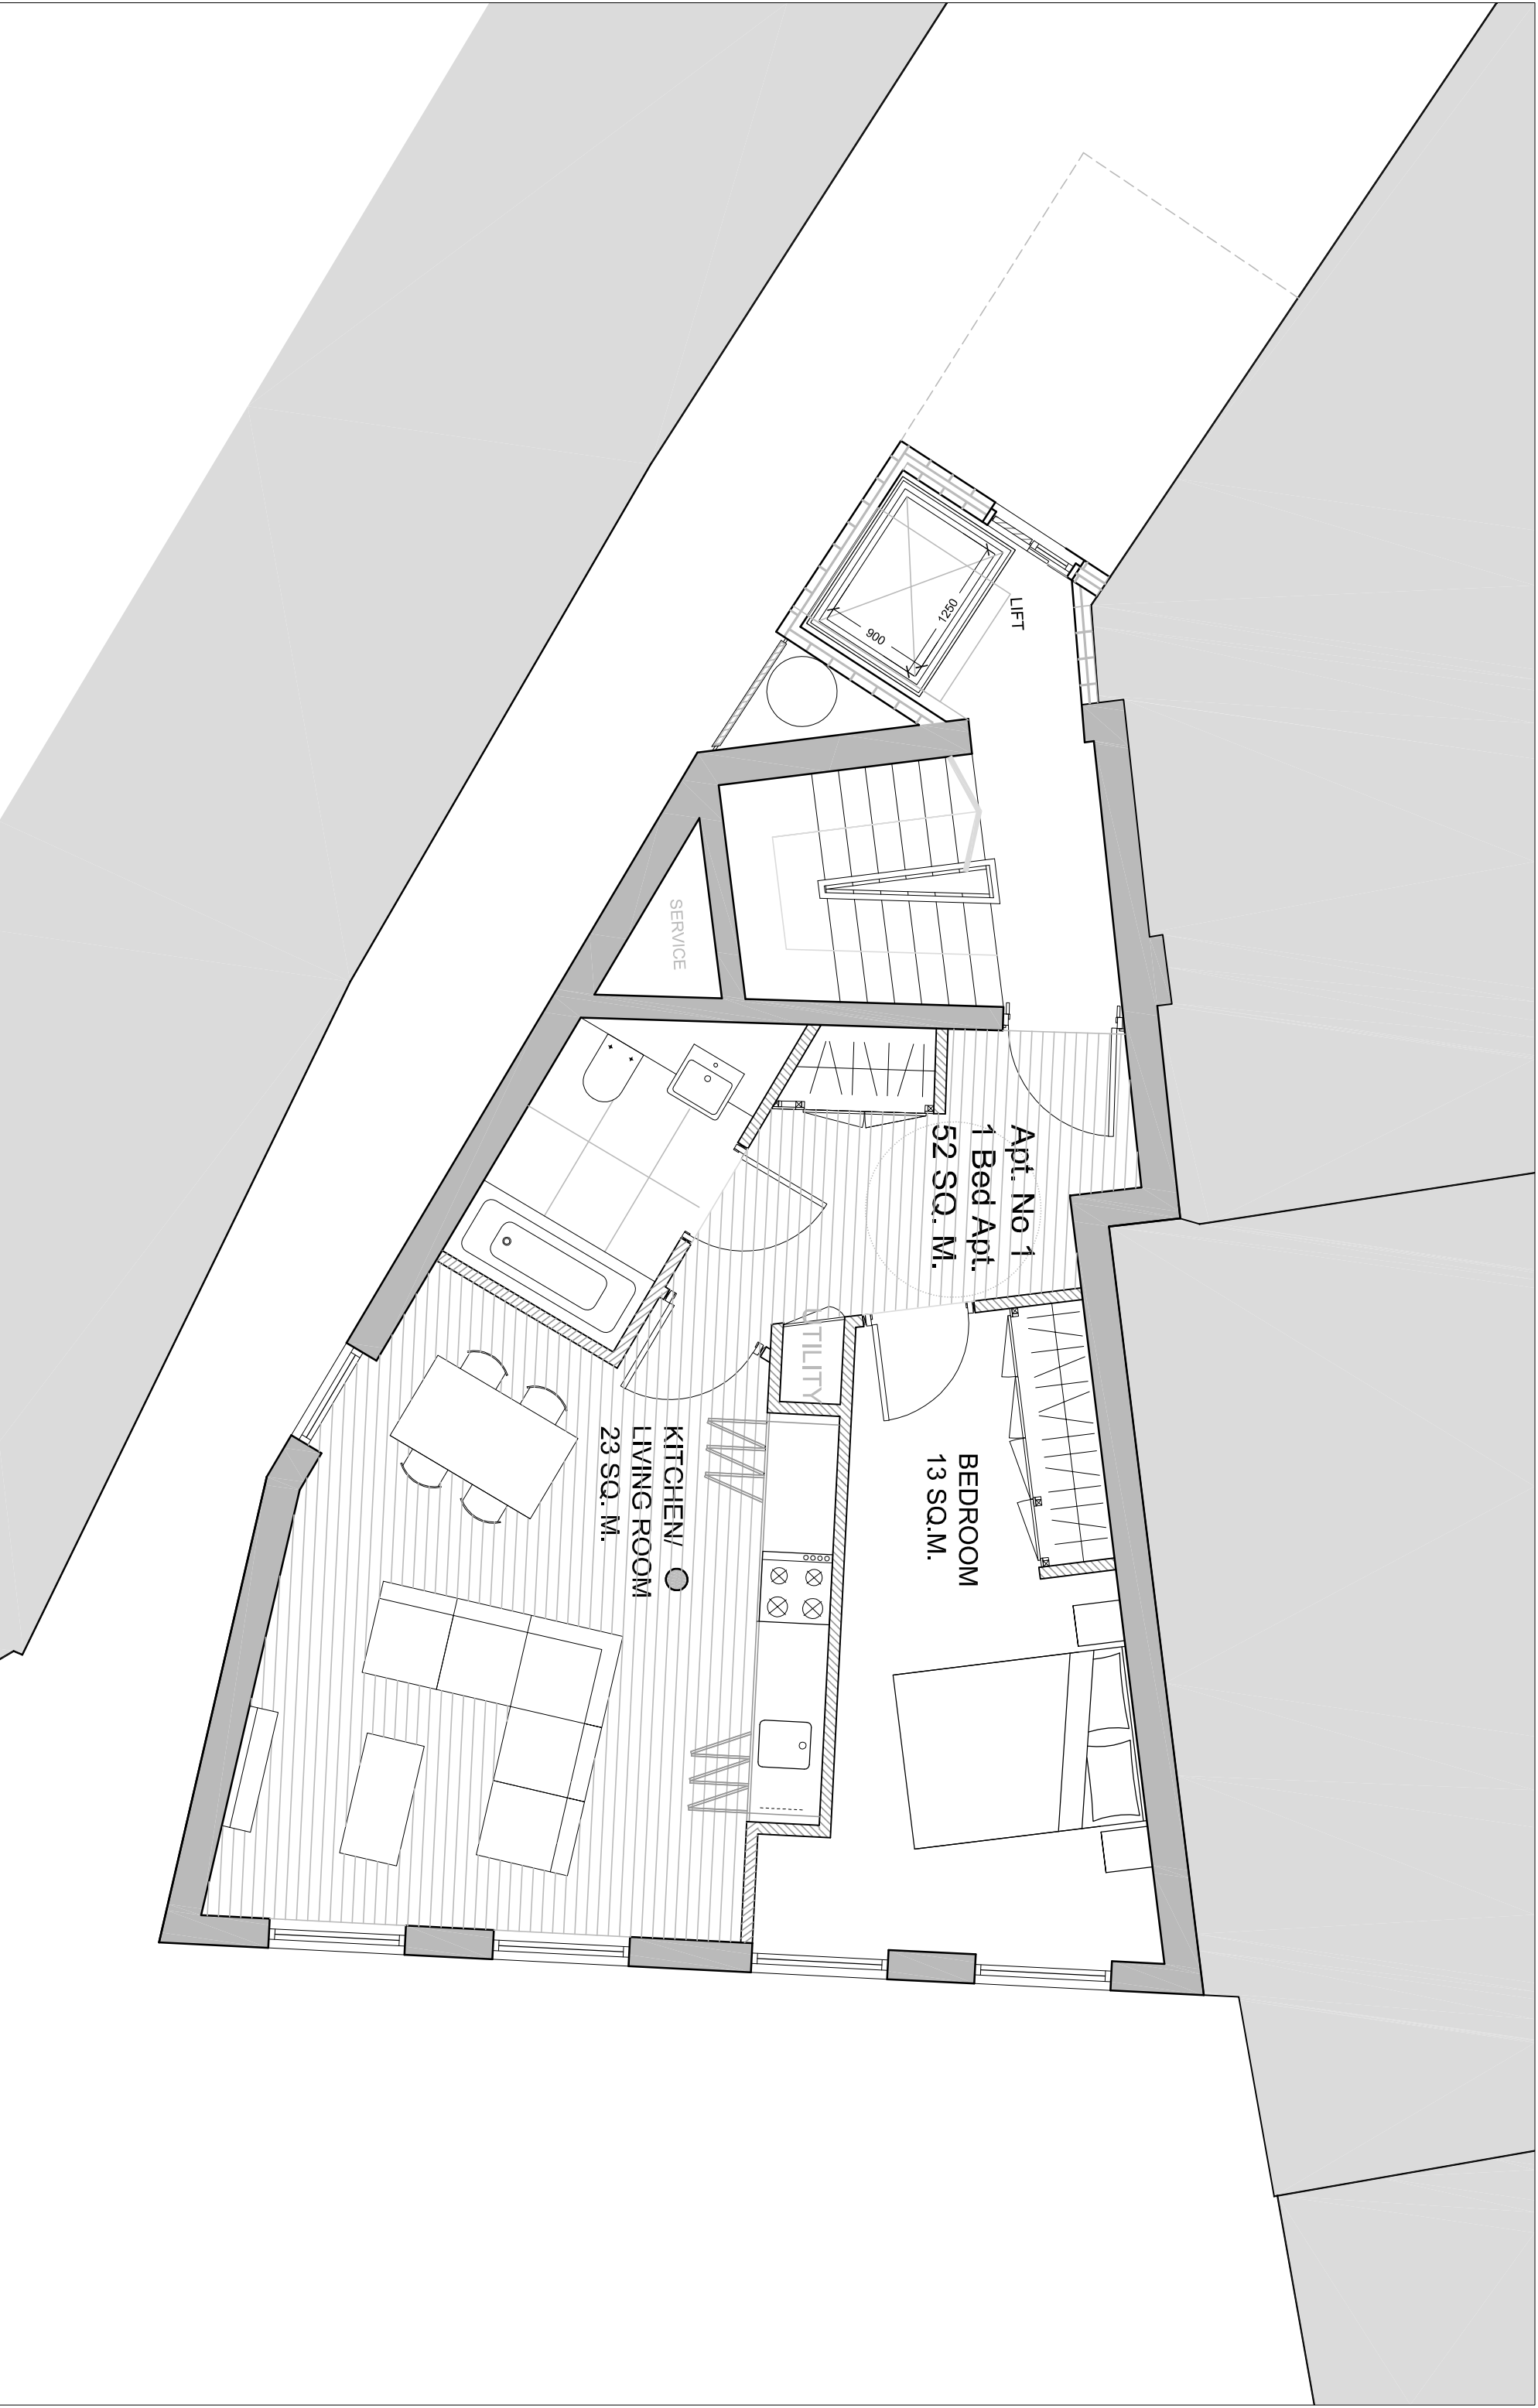 LIFT
1250
900
SERVICE
Apt. No 1
1 Bed Apt.
52 SQ. M.
UTILITY
KITCHEN/
LIVING ROOM
23 SQ. M.
BEDROOM
13 SQ.M.